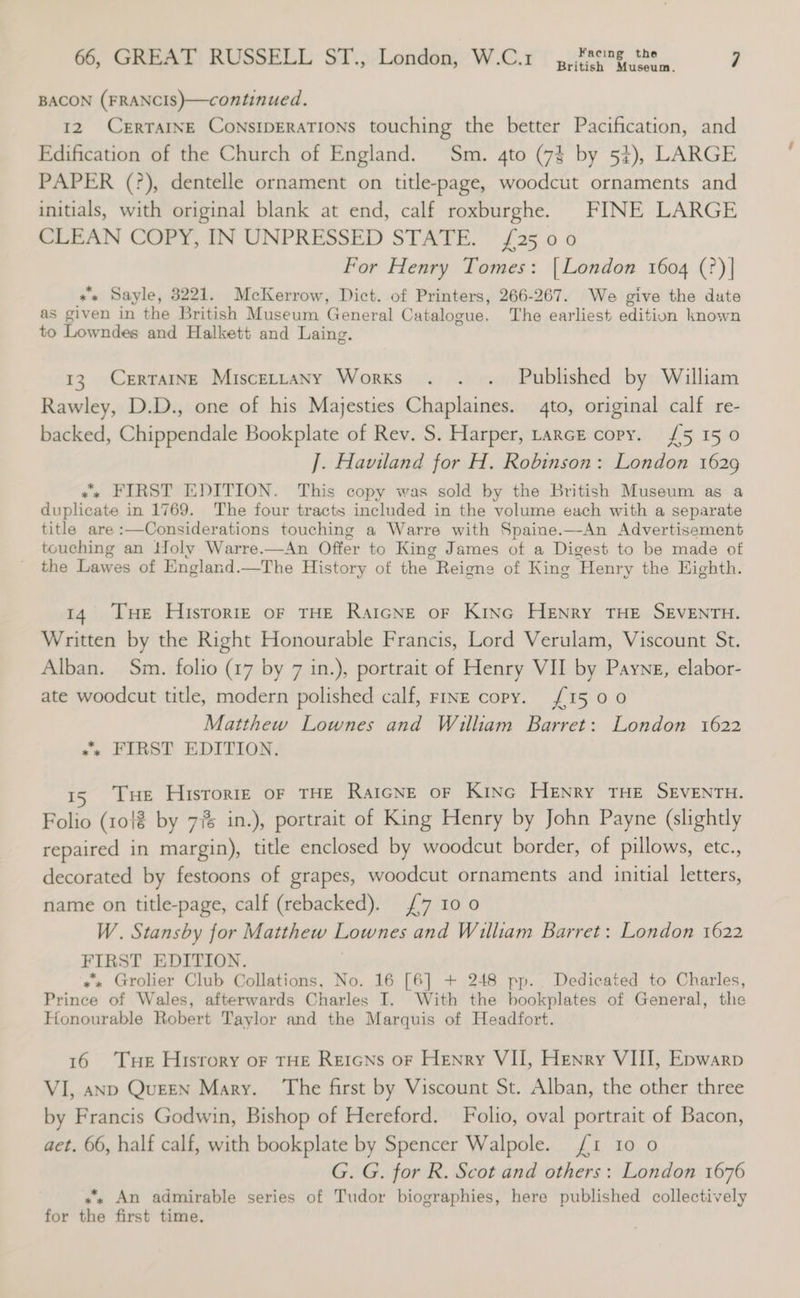 66, GREAT RUSSELL ST., London, W.C.1 Facing the British Museum. 7
BACON (FRANCIS)—continued.
12 CERTAINE CONSIDERATIONS touching the better Pacification, and
Edification of the Church of England. Sm. 4to (7¾ by 5¼), LARGE
PAPER (?), dentelle ornament on title-page, woodcut ornaments and
initials, with original blank at end, calf roxburghe. FINE LARGE
CLEAN COPY, IN UNPRESSED STATE. £25 0 0
For Henry Tomes: [London 1604 (?)]
⁂ Sayle, 3221. McKerrow, Dict. of Printers, 266-267. We give the date
as given in the British Museum General Catalogue. The earliest edition known
to Lowndes and Halkett and Laing.
13 CERTAINE MISCELLANY WORKS . . . Published by William
Rawley, D.D., one of his Majesties Chaplaines. 4to, original calf re-
backed, Chippendale Bookplate of Rev. S. Harper, LARGE COPY. £5 15 0
J. Haviland for H. Robinson: London 1629
⁂ FIRST EDITION. This copy was sold by the British Museum as a
duplicate in 1769. The four tracts included in the volume each with a separate
title are:—Considerations touching a Warre with Spaine.—An Advertisement
touching an Holy Warre.—An Offer to King James of a Digest to be made of
the Lawes of England.—The History of the Reigne of King Henry the Eighth.
14 THE HISTORIE OF THE RAIGNE OF KING HENRY THE SEVENTH.
Written by the Right Honourable Francis, Lord Verulam, Viscount St.
Alban. Sm. folio (17 by 7 in.), portrait of Henry VII by PAYNE, elabor-
ate woodcut title, modern polished calf, FINE COPY. £15 0 0
Matthew Lownes and William Barret: London 1622
⁂ FIRST EDITION.
15 THE HISTORIE OF THE RAIGNE OF KING HENRY THE SEVENTH.
Folio in.), portrait of King Henry by John Payne (slightly
repaired in margin), title enclosed by woodcut border, of pillows, etc.,
decorated by festoons of grapes, woodcut ornaments and initial letters,
name on title-page, calf (rebacked). £7 10 0
W. Stansby for Matthew Lownes and William Barret: London 1622
FIRST EDITION.
⁂ Grolier Club Collations, No. 16 [6] + 248 pp. Dedicated to Charles,
Prince of Wales, afterwards Charles I. With the bookplates of General, the
Honourable Robert Taylor and the Marquis of Headfort.
16 THE HISTORY OF THE REIGNS OF HENRY VII, HENRY VIII, EDWARD
VI, AND QUEEN MARY. The first by Viscount St. Alban, the other three
by Francis Godwin, Bishop of Hereford. Folio, oval portrait of Bacon,
aet. 66, half calf, with bookplate by Spencer Walpole. £1 10 0
G. G. for R. Scot and others: London 1676
⁂ An admirable series of Tudor biographies, here published collectively
for the first time.